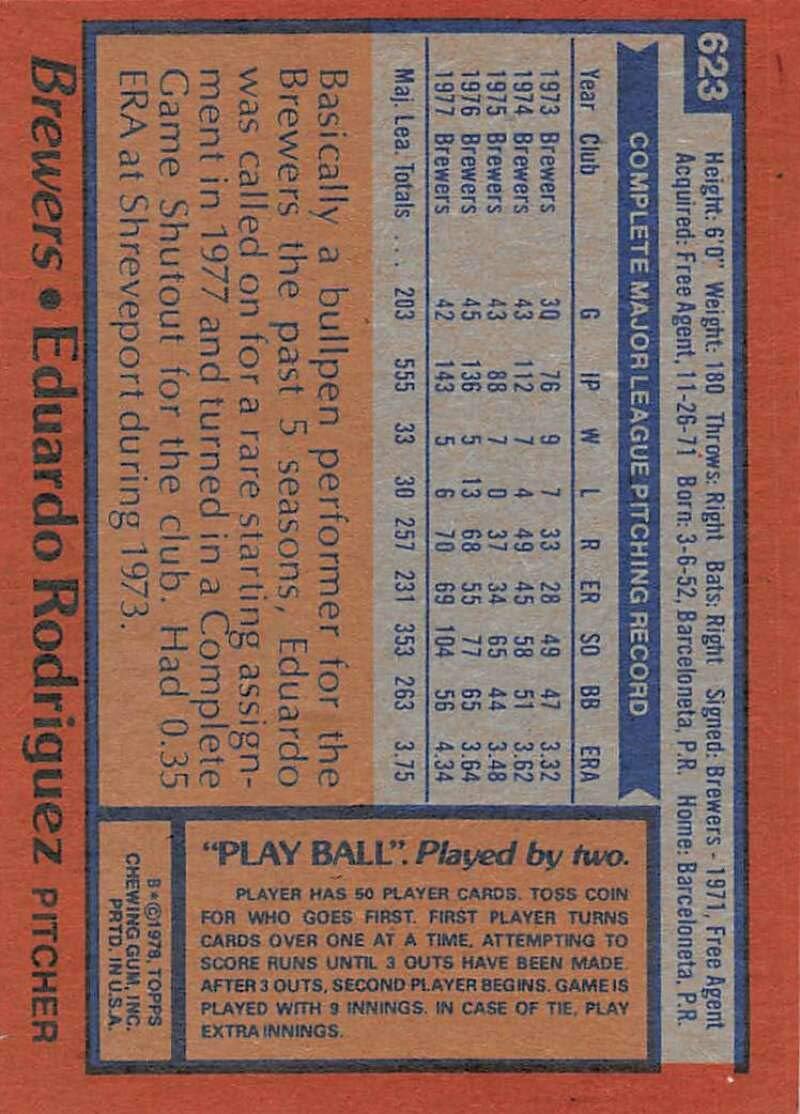 623
Height: 6'0" Weight: 180 Throws: Right Bats: Right Signed: Brewers - 1971, Free Agent
Acquired: Free Agent, 11-26-71 Born: 3-6-52, Barceloneta, P.R. Home: Barceloneta, P.R.
COMPLETE MAJOR LEAGUE PITCHING RECORD
Year Club G IP W L R ER SO BB ERA
1973 Brewers 30 76 9 7 33 28 49 47 3.32
1974 Brewers 43 112 7 4 49 45 58 51 3.62
1975 Brewers 43 88 7 0 37 34 65 44 3.48
1976 Brewers 45 136 5 13 68 55 77 65 3.64
1977 Brewers 42 143 5 6 70 69 104 56 4.34
Maj. Lea. Totals ... 203 555 33 30 257 231 353 263 3.75
Basically a bullpen performer for the
Brewers the past 5 seasons, Eduardo
was called on for a rare starting assign-
ment in 1977 and turned in a Complete
Game Shutout for the club. Had 0.35
ERA at Shreveport during 1973.
"PLAY BALL". Played by two.
PLAYER HAS 50 PLAYER CARDS. TOSS COIN
FOR WHO GOES FIRST. FIRST PLAYER TURNS
CARDS OVER ONE AT A TIME, ATTEMPTING TO
SCORE RUNS UNTIL 3 OUTS HAVE BEEN MADE.
AFTER 3 OUTS, SECOND PLAYER BEGINS. GAME IS
PLAYED WITH 9 INNINGS. IN CASE OF TIE, PLAY
EXTRA INNINGS.
B*©1978, TOPPS
CHEWING GUM, INC.
PRTD. IN U.S.A.
Brewers • Eduardo Rodriguez PITCHER